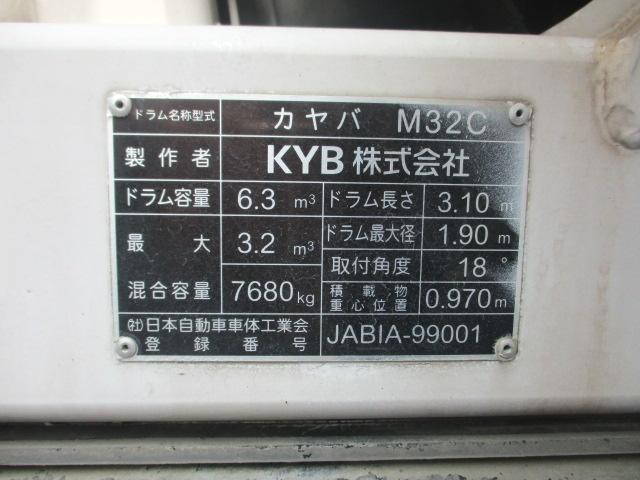 ドラム名称型式 カヤバ M32C
製作者 KYB株式会社
ドラム容量 6.3 m³ ドラム長さ 3.10 m
最大 3.2 m³ ドラム最大径 1.90 m
取付角度 18°
混合容量 7680kg 積載物重心位置 0.970m
㈳日本自動車車体工業会
登録番号 JABIA-99001